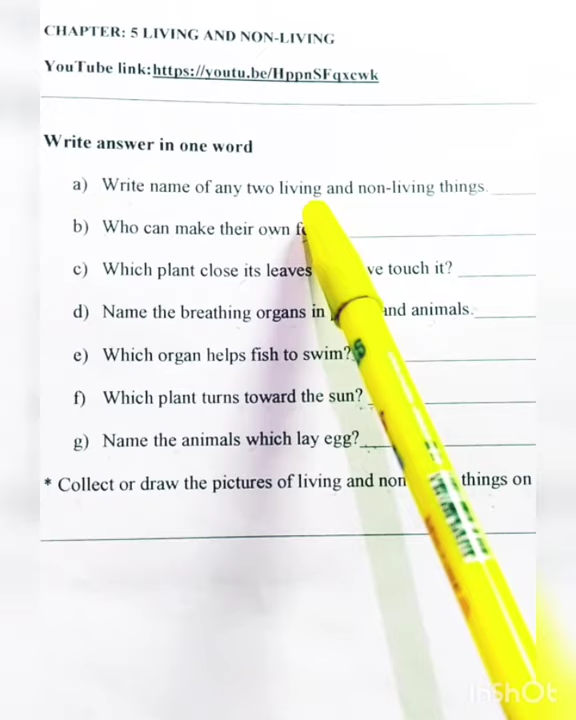 CHAPTER: 5 LIVING AND NON-LIVING
YouTube link:https://youtu.be/HppnSFqxcwk
Write answer in one word
a) Write name of any two living and non-living things.
b) Who can make their own
c) Which plant close its leaves ve touch it?
d) Name the breathing organs in and animals.
e) Which organ helps fish to swim?
f) Which plant turns toward the sun?
g) Name the animals which lay egg?
* Collect or draw the pictures of living and non things on
InShOt